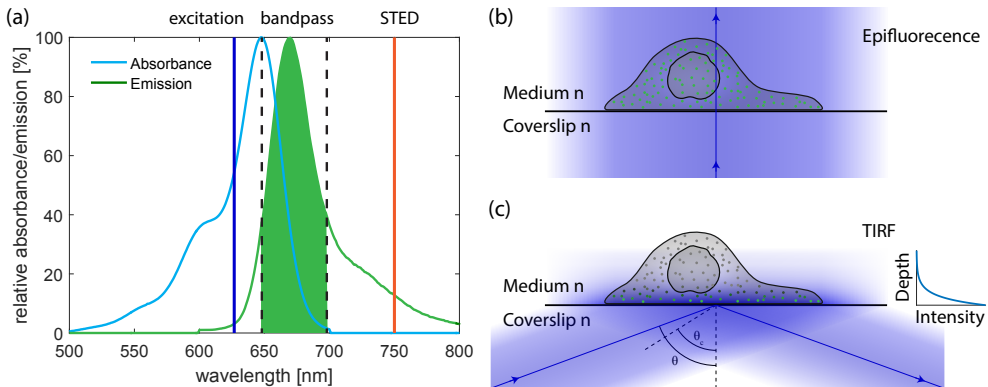 (a)
excitation bandpass STED
100
80
60
40
20
0
relative absorbance/emission [%]
Absorbance
Emission
500 550 600 650 700 750 800
wavelength [nm]
(b)
Epifluorecence
Medium n
Coverslip n
(c)
TIRF
Medium n
Coverslip n
θc
θ
Depth
Intensity